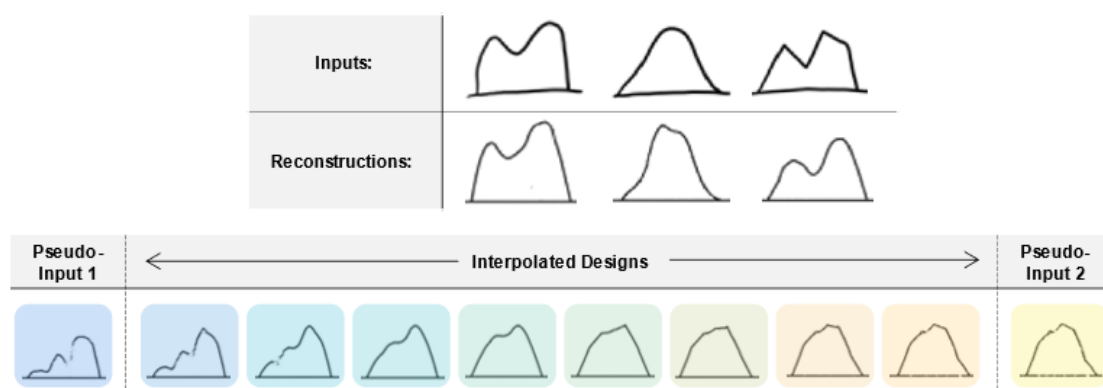 Inputs:
Reconstructions:
Pseudo-
Input 1
Interpolated Designs
Pseudo-
Input 2